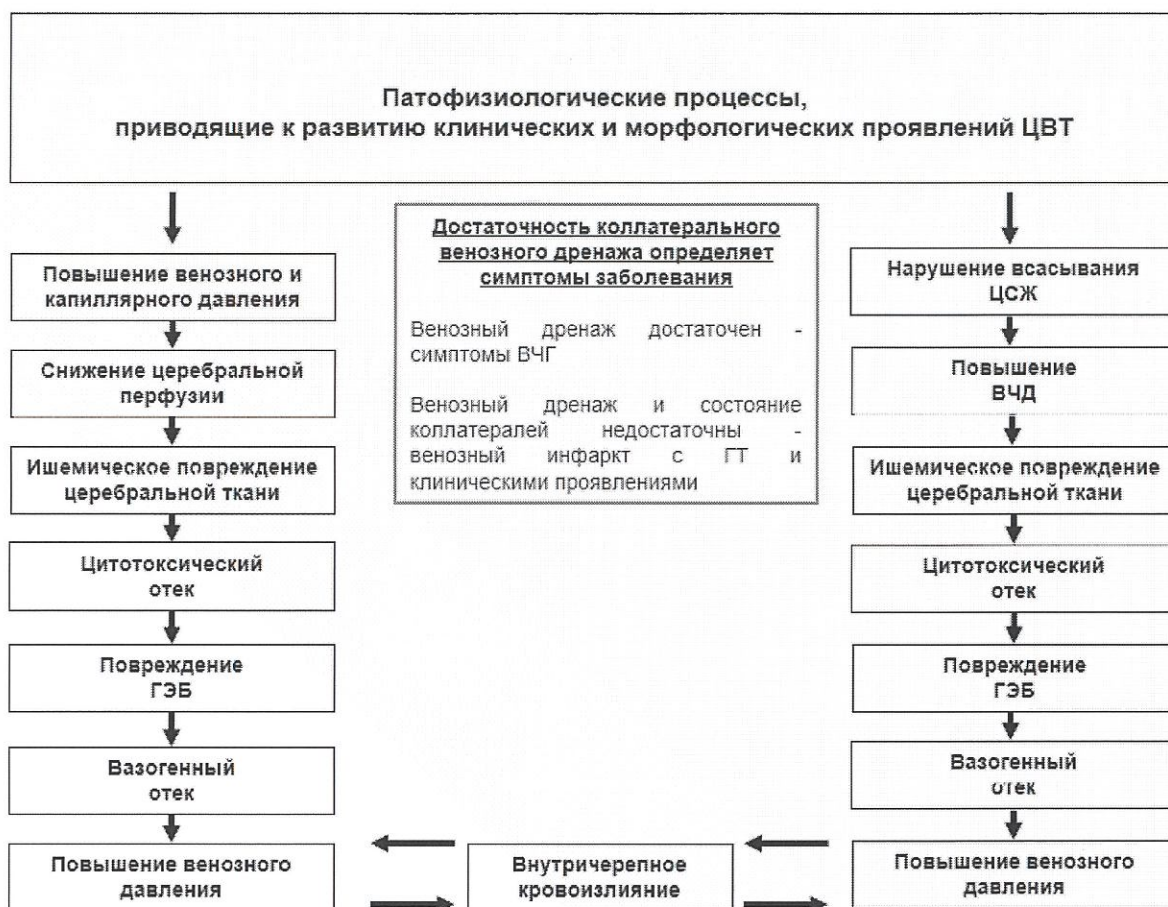 Патофизиологические процессы,
приводящие к развитию клинических и морфологических проявлений ЦВТ
Повышение венозного и
капиллярного давления
Снижение церебральной
перфузии
Ишемическое повреждение
церебральной ткани
Цитотоксический
отек
Повреждение
ГЭБ
Вазогенный
отек
Повышение венозного
давления
Достаточность коллатерального
венозного дренажа определяет
симптомы заболевания
Венозный дренаж достаточен -
симптомы ВЧГ
Венозный дренаж и состояние
коллатералей недостаточны -
венозный инфаркт с ГТ и
клиническими проявлениями
Внутричерепное
кровоизлияние
Нарушение всасывания
ЦСЖ
Повышение
ВЧД
Ишемическое повреждение
церебральной ткани
Цитотоксический
отек
Повреждение
ГЭБ
Вазогенный
отек
Повышение венозного
давления